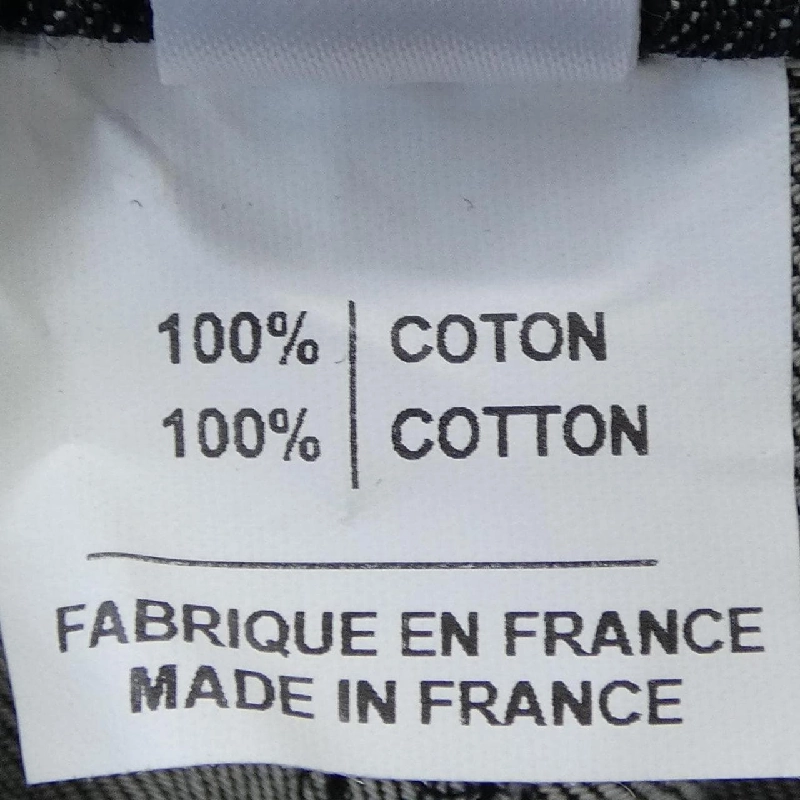 100% COTON
100% COTTON
FABRIQUE EN FRANCE
MADE IN FRANCE